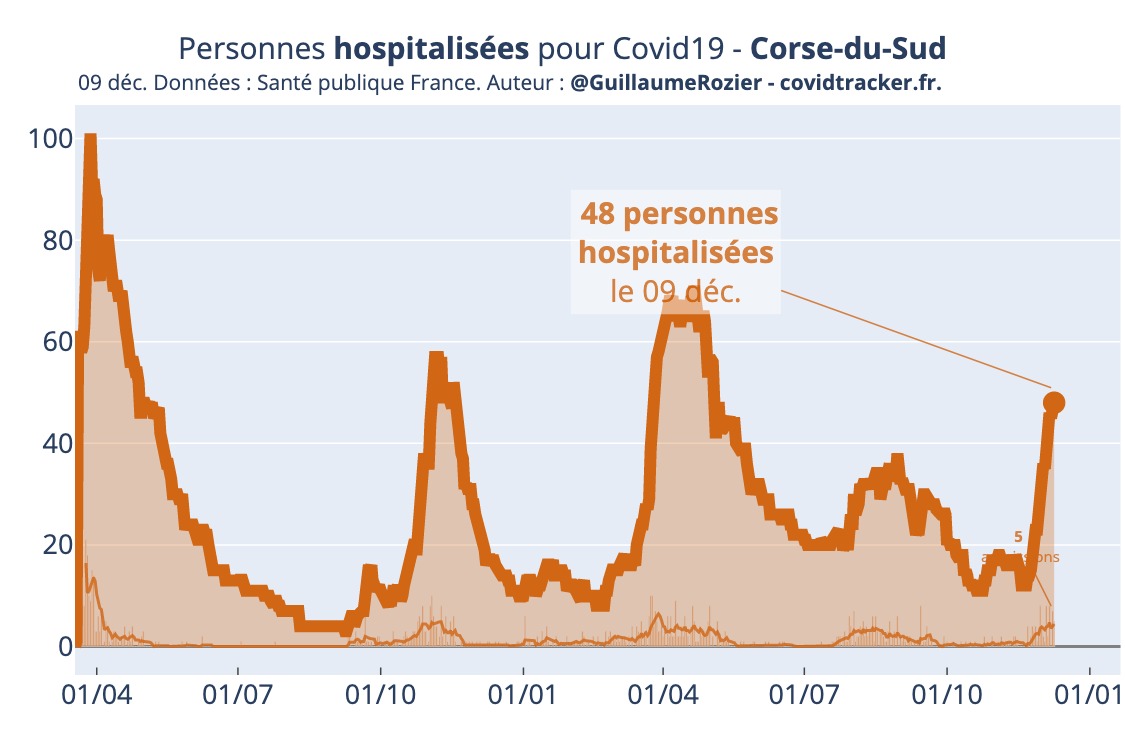 Personnes hospitalisées pour Covid19 - Corse-du-Sud
09 déc. Données : Santé publique France. Auteur : @GuillaumeRozier - covidtracker.fr.
100
80
60
40
20
0
48 personnes
hospitalisées
le 09 déc.
5
admissions
01/04 01/07 01/10 01/01 01/04 01/07 01/10 01/01